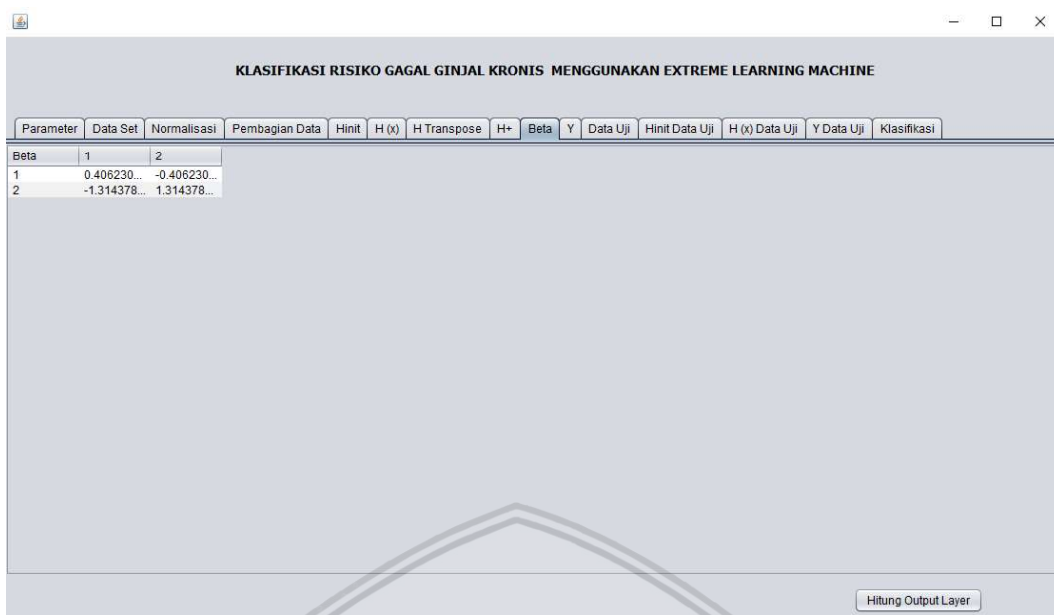 KLASIFIKASI RISIKO GAGAL GINJAL KRONIS MENGGUNAKAN EXTREME LEARNING MACHINE
Parameter Data Set Normalisasi Pembagian Data Hinit H (x) H Transpose H+ Beta Y Data Uji Hinit Data Uji H (x) Data Uji Y Data Uji Klasifikasi
Beta 1 2
1 0.406230... -0.406230...
2 -1.314378... 1.314378...
Hitung Output Layer